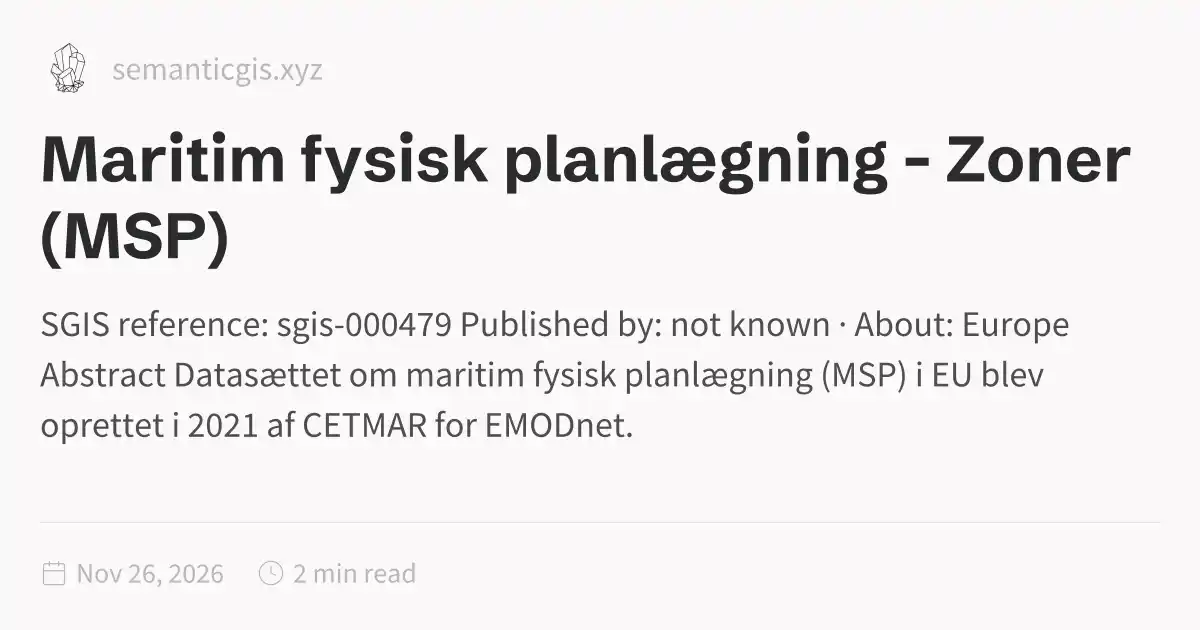 semanticgis.xyz
Maritim fysisk planlægning - Zoner
(MSP)
SGIS reference: sgis-000479 Published by: not known · About: Europe
Abstract Datasættet om maritim fysisk planlægning (MSP) i EU blev
oprettet i 2021 af CETMAR for EMODnet.
Nov 26, 2026 2 min read